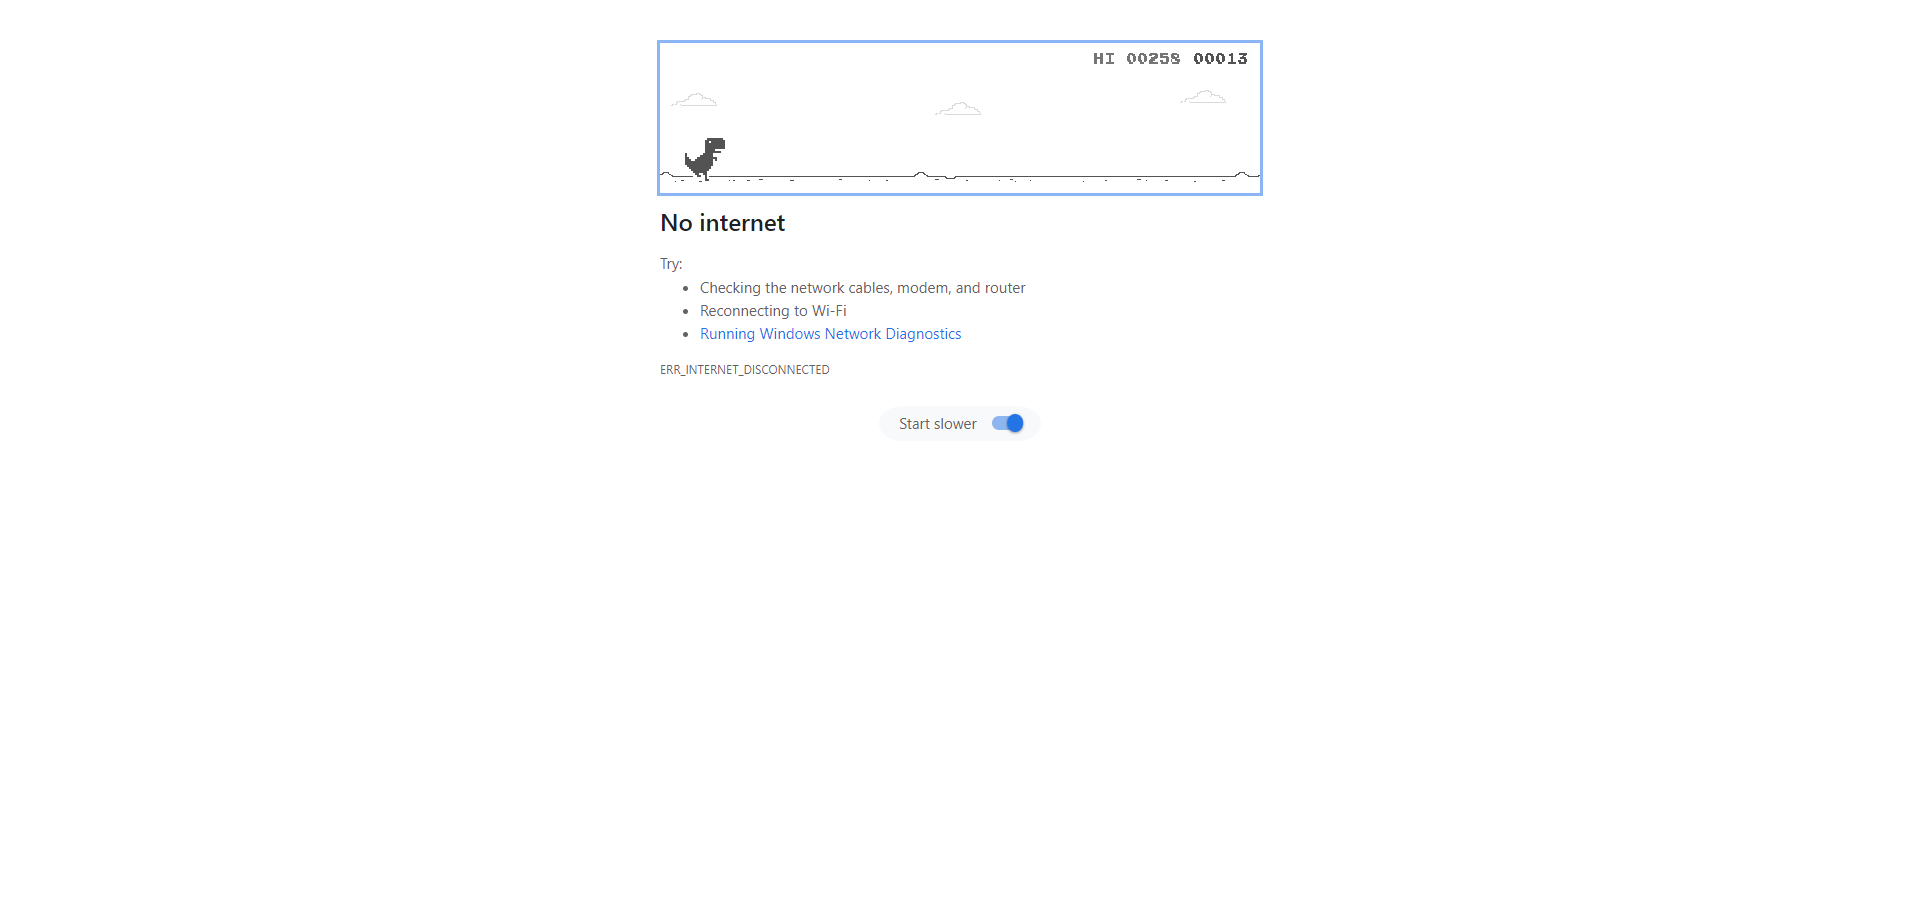 HI 00258 00013
No internet
Try:
Checking the network cables, modem, and router
Reconnecting to Wi-Fi
Running Windows Network Diagnostics
ERR_INTERNET_DISCONNECTED
Start slower